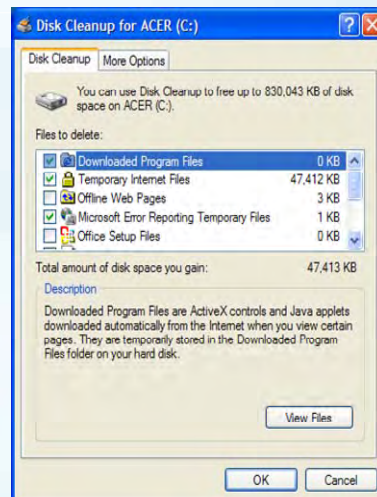 Disk Cleanup for ACER (C:)
Disk Cleanup
More Options
You can use Disk Cleanup to free up to 830,043 KB of disk
space on ACER (C:).
Files to delete:
Downloaded Program Files 0 KB
Temporary Internet Files 47,412 KB
Offline Web Pages 3 KB
Microsoft Error Reporting Temporary Files 1 KB
Office Setup Files 0 KB
Total amount of disk space you gain: 47,413 KB
Description
Downloaded Program Files are ActiveX controls and Java applets
downloaded automatically from the Internet when you view certain
pages. They are temporarily stored in the Downloaded Program
Files folder on your hard disk.
View Files
OK Cancel